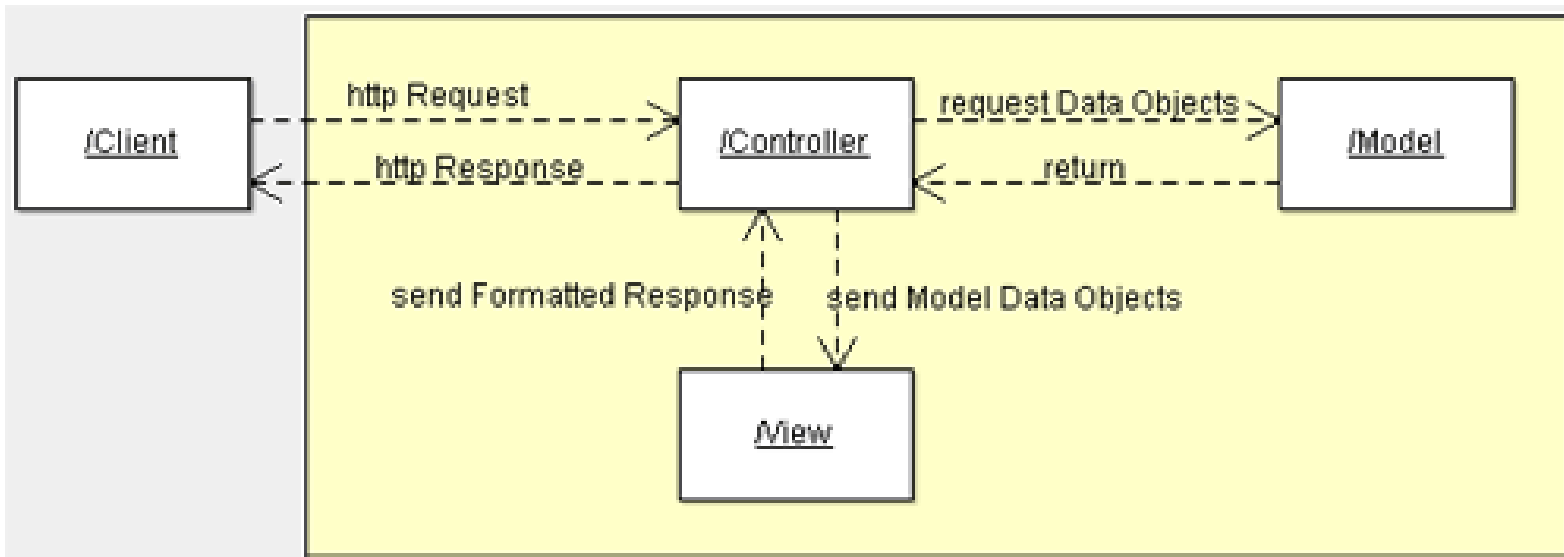 http Request
request Data Objects
/Client
/Controller
/Model
http Response
return
send Formatted Response
send Model Data Objects
/View